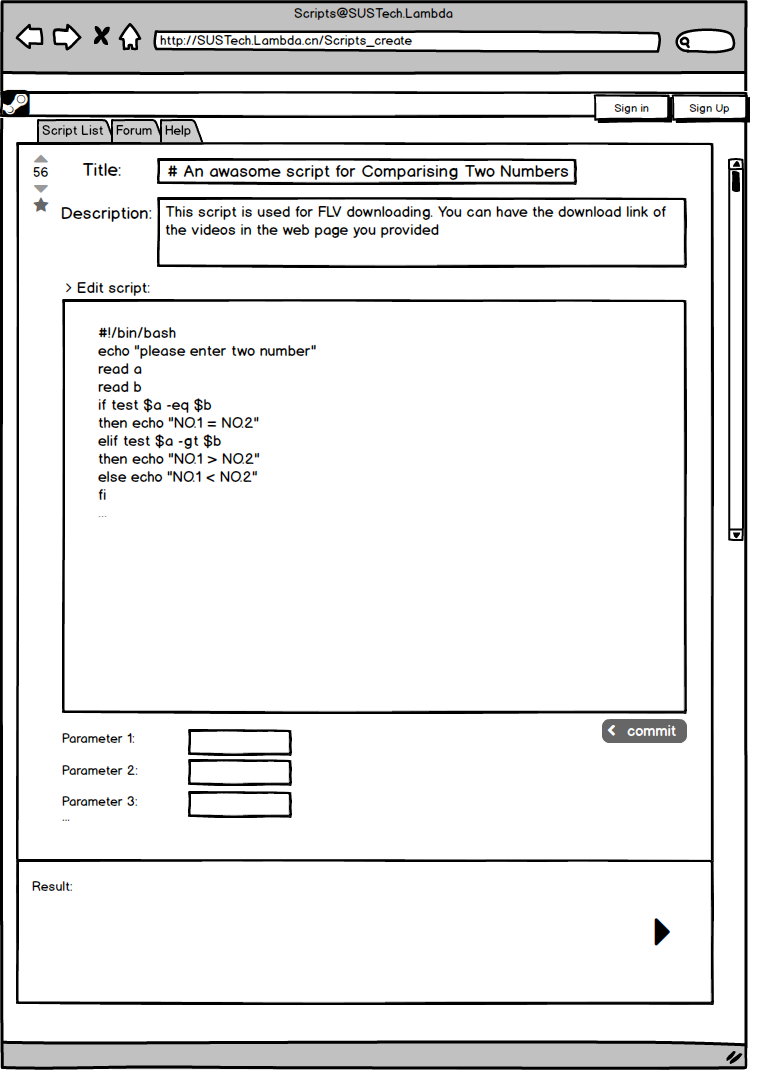 Scripts@SUSTech.Lambda
http://SUSTech.Lambda.cn/Scripts_create
Sign in
Sign Up
Script List
Forum
Help
56
Title:
# An awasome script for Comparising Two Numbers
Description:
This script is used for FLV downloading. You can have the download link of
the videos in the web page you provided
> Edit script:
#!/bin/bash
echo "please enter two number"
read a
read b
if test $a -eq $b
then echo "NO.1 = NO.2"
elif test $a -gt $b
then echo "NO.1 > NO.2"
else echo "NO.1 < NO.2"
fi
...
commit
Parameter 1:
Parameter 2:
Parameter 3:
...
Result: